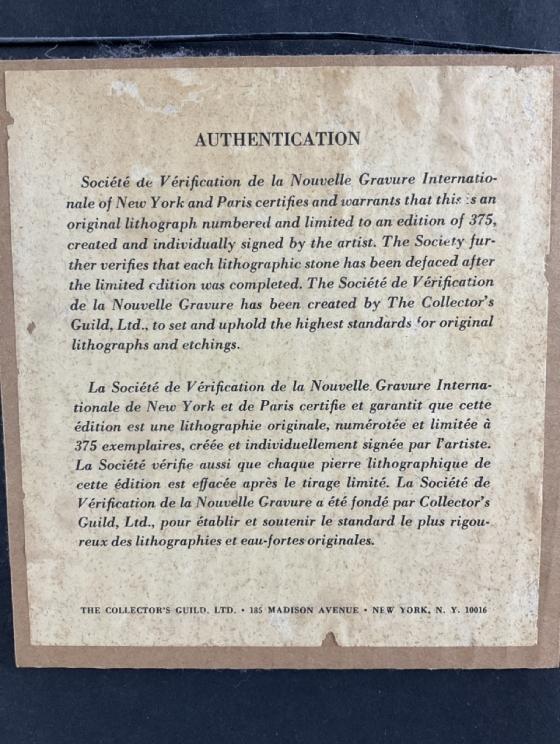 AUTHENTICATION
Société de Vérification de la Nouvelle Gravure Internatio-
nale of New York and Paris certifies and warrants that this is an
original lithograph numbered and limited to an edition of 375,
created and individually signed by the artist. The Society fur-
ther verifies that each lithographic stone has been defaced after
the limited edition was completed. The Société de Vérification
de la Nouvelle Gravure has been created by The Collector's
Guild, Ltd., to set and uphold the highest standards for original
lithographs and etchings.
La Société de Vérification de la Nouvelle Gravure Interna-
tionale de New York et de Paris certifie et garantit que cette
édition est une lithographie originale, numérotée et limitée à
375 exemplaires, créée et individuellement signée par l'artiste.
La Société vérifie aussi que chaque pierre lithographique de
cette édition est effacée après le tirage limité. La Société de
Vérification de la Nouvelle Gravure a été fondé par Collector's
Guild, Ltd., pour établir et soutenir le standard le plus rigou-
reux des lithographies et eau-fortes originales.
THE COLLECTOR'S GUILD, LTD. • 185 MADISON AVENUE • NEW YORK, N. Y. 10016